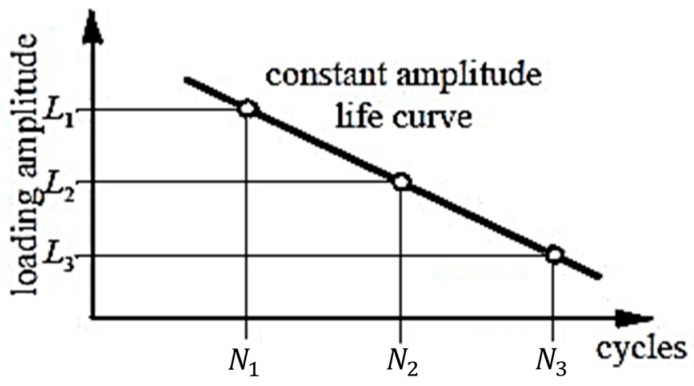 loading amplitude
constant amplitude
life curve
L1
L2
L3
N1
N2
N3
cycles